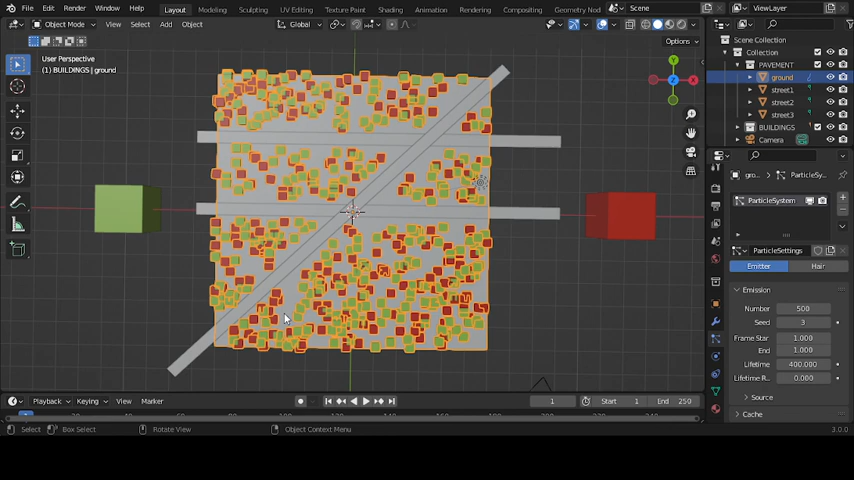 File Edit Render Window Help Layout Modeling Sculpting UV Editing Texture Paint Shading Animation Rendering Compositing Geometry Nod Scene ViewLayer
Object Mode View Select Add Object Global
Options
User Perspective
(1) BUILDINGS | ground
Y
X
Z
Scene Collection
Collection
PAVEMENT
ground
street1
street2
street3
BUILDINGS
Camera
gro... ParticleSy...
ParticleSystem
ParticleSettings
Emitter Hair
Emission
Number 500
Seed 3
Frame Start 1.000
End 1.000
Lifetime 400.000
Lifetime R... 0.000
Source
Cache
Playback Keying View Marker 1 Start 1 End 250
Select Box Select Rotate View Object Context Menu 3.0.0